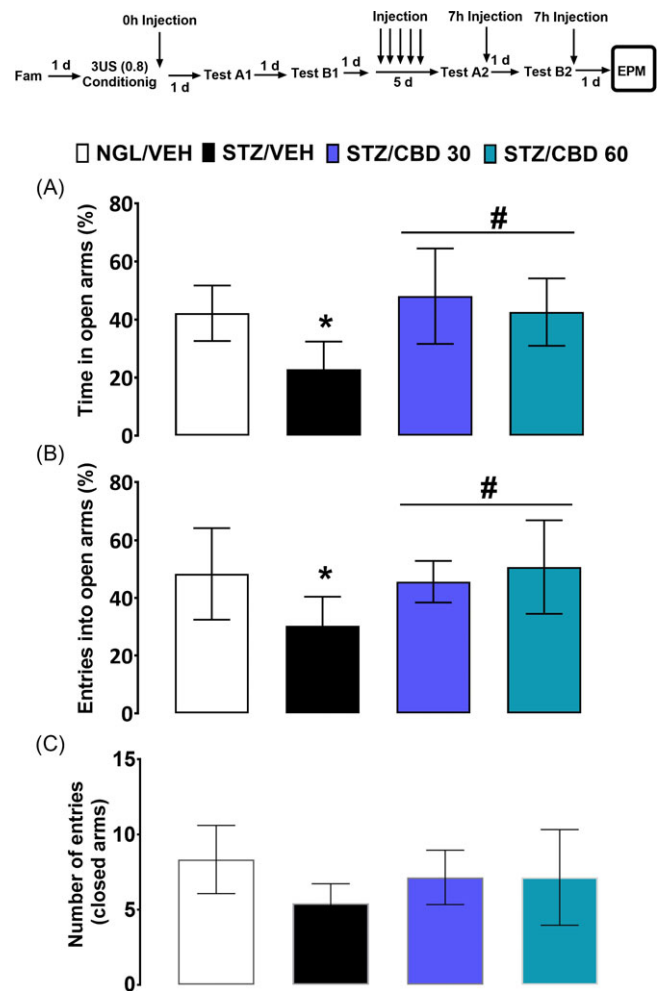 0h Injection
Injection
7h Injection
7h Injection
Fam
1 d
3US (0.8)
Conditionig
1 d
Test A1
1 d
Test B1
1 d
5 d
Test A2
1 d
Test B2
1 d
EPM
NGL/VEH STZ/VEH STZ/CBD 30 STZ/CBD 60
(A)
Time in open arms (%)
80
60
40
20
0
*
#
(B)
Entries into open arms (%)
80
60
40
20
0
*
#
(C)
Number of entries
(closed arms)
15
10
5
0